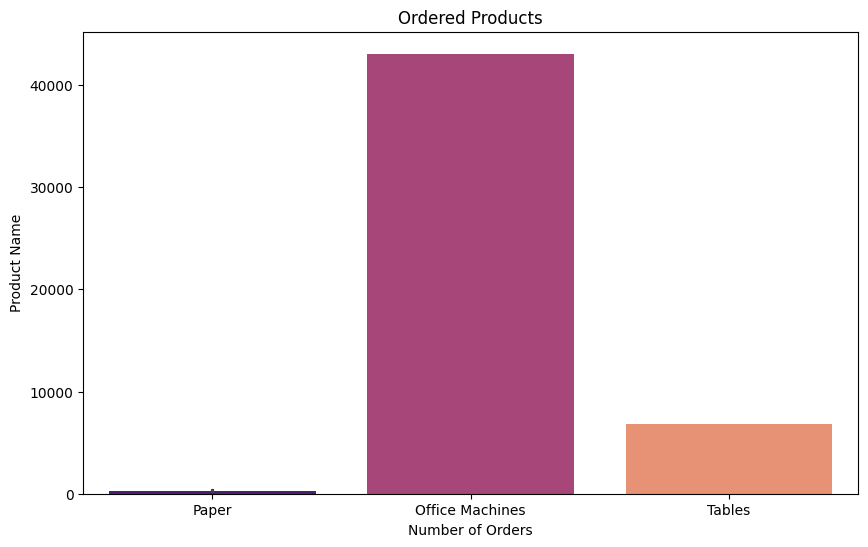 Ordered Products
Product Name
40000
30000
20000
10000
0
Paper
Office Machines
Tables
Number of Orders